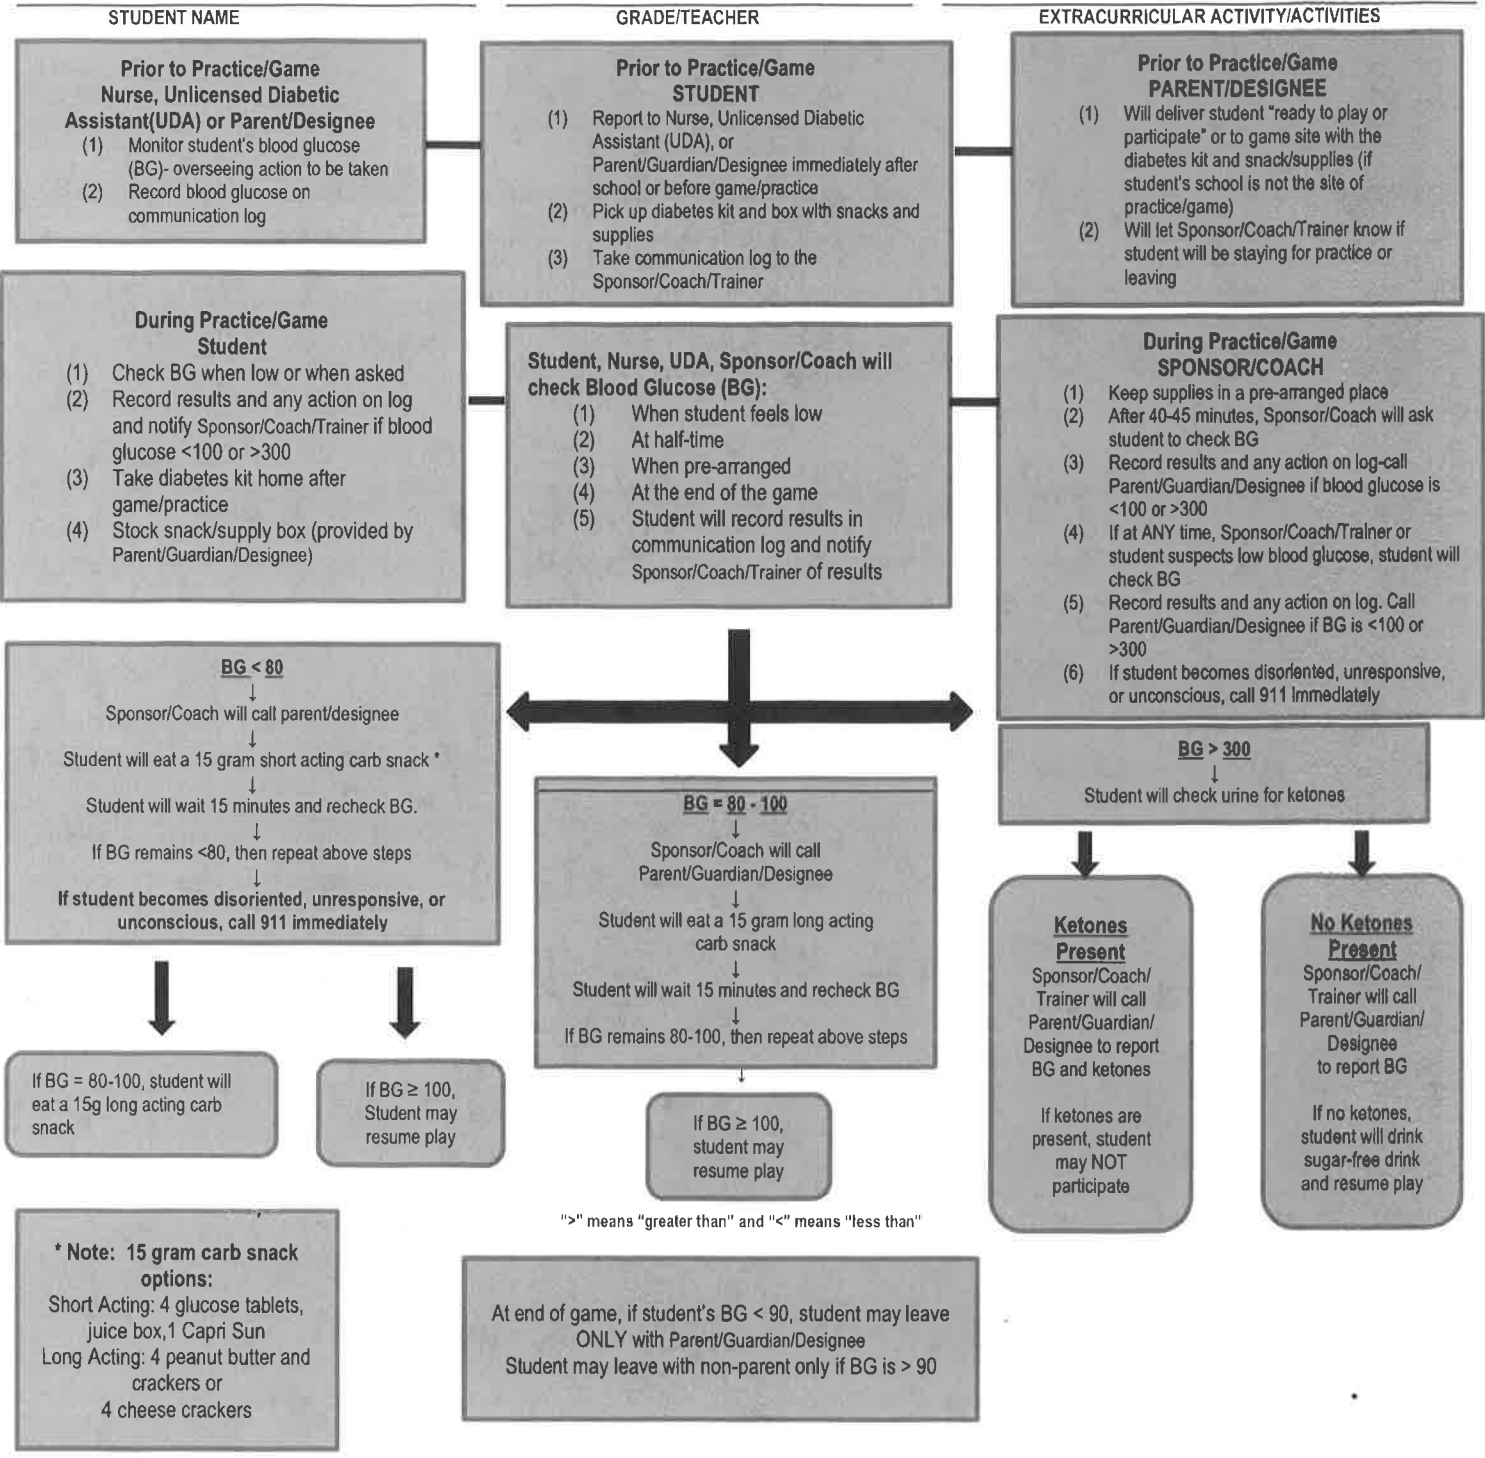 STUDENT NAME
GRADE/TEACHER
EXTRACURRICULAR ACTIVITY/ACTIVITIES
Prior to Practice/Game
Nurse, Unlicensed Diabetic
Assistant(UDA) or Parent/Designee
(1) Monitor student's blood glucose
(BG)- overseeing action to be taken
(2) Record blood glucose on
communication log
Prior to Practice/Game
STUDENT
(1) Report to Nurse, Unlicensed Diabetic
Assistant (UDA), or
Parent/Guardian/Designee immediately after
school or before game/practice
(2) Pick up diabetes kit and box with snacks and
supplies
(3) Take communication log to the
Sponsor/Coach/Trainer
Prior to Practice/Game
PARENT/DESIGNEE
(1) Will deliver student "ready to play or
participate" or to game site with the
diabetes kit and snack/supplies (if
student's school is not the site of
practice/game)
(2) Will let Sponsor/Coach/Trainer know if
student will be staying for practice or
leaving
During Practice/Game
Student
(1) Check BG when low or when asked
(2) Record results and any action on log
and notify Sponsor/Coach/Trainer if blood
glucose <100 or >300
(3) Take diabetes kit home after
game/practice
(4) Stock snack/supply box (provided by
Parent/Guardian/Designee)
Student, Nurse, UDA, Sponsor/Coach will
check Blood Glucose (BG):
(1) When student feels low
(2) At half-time
(3) When pre-arranged
(4) At the end of the game
(5) Student will record results in
communication log and notify
Sponsor/Coach/Trainer of results
During Practice/Game
SPONSOR/COACH
(1) Keep supplies in a pre-arranged place
(2) After 40-45 minutes, Sponsor/Coach will ask
student to check BG
(3) Record results and any action on log-call
Parent/Guardian/Designee if blood glucose is
<100 or >300
(4) If at ANY time, Sponsor/Coach/Trainer or
student suspects low blood glucose, student will
check BG
(5) Record results and any action on log. Call
Parent/Guardian/Designee if BG is <100 or
>300
(6) If student becomes disoriented, unresponsive,
or unconscious, call 911 immediately
BG < 80
↓
Sponsor/Coach will call parent/designee
↓
Student will eat a 15 gram short acting carb snack *
↓
Student will wait 15 minutes and recheck BG.
↓
If BG remains <80, then repeat above steps
↓
If student becomes disoriented, unresponsive, or
unconscious, call 911 immediately
If BG = 80-100, student will
eat a 15g long acting carb
snack
If BG ≥ 100,
Student may
resume play
BG = 80 - 100
↓
Sponsor/Coach will call
Parent/Guardian/Designee
↓
Student will eat a 15 gram long acting
carb snack
↓
Student will wait 15 minutes and recheck BG
↓
If BG remains 80-100, then repeat above steps
↓
If BG ≥ 100,
student may
resume play
BG > 300
↓
Student will check urine for ketones
Ketones
Present
Sponsor/Coach/
Trainer will call
Parent/Guardian/
Designee to report
BG and ketones
If ketones are
present, student
may NOT
participate
No Ketones
Present
Sponsor/Coach/
Trainer will call
Parent/Guardian/
Designee
to report BG
If no ketones,
student will drink
sugar-free drink
and resume play
">" means "greater than" and "<" means "less than"
* Note: 15 gram carb snack
options:
Short Acting: 4 glucose tablets,
juice box,1 Capri Sun
Long Acting: 4 peanut butter and
crackers or
4 cheese crackers
At end of game, if student's BG < 90, student may leave
ONLY with Parent/Guardian/Designee
Student may leave with non-parent only if BG is > 90